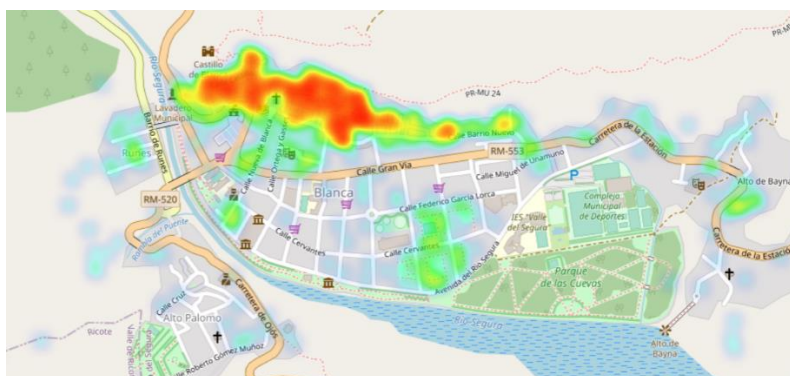 Castillo
PR-MU 24
Río Segura
Lavadero
Municipal
Barrio de Runes
Runes
Calle Ortega y Gasset
de Barrio Nuevo
Carretera de la Estación
RM-553
Calle Gran Vía
Calle Miguel de Unamuno
RM-520
Blanca
Calle Federico García Lorca
IES "Valle
del Segura"
Complejo
Municipal
de Deportes
P
Alto de Bayna
Calle Cervantes
Calle Cervantes
Avenida del Río Segura
Carretera de la Estación
Parque
de las Cuevas
Calle Cruz
Alto Palomo
Carretera de Ojós
Río Segura
Ricote
Calle Roberto Gómez Muñoz
Alto de
Bayna